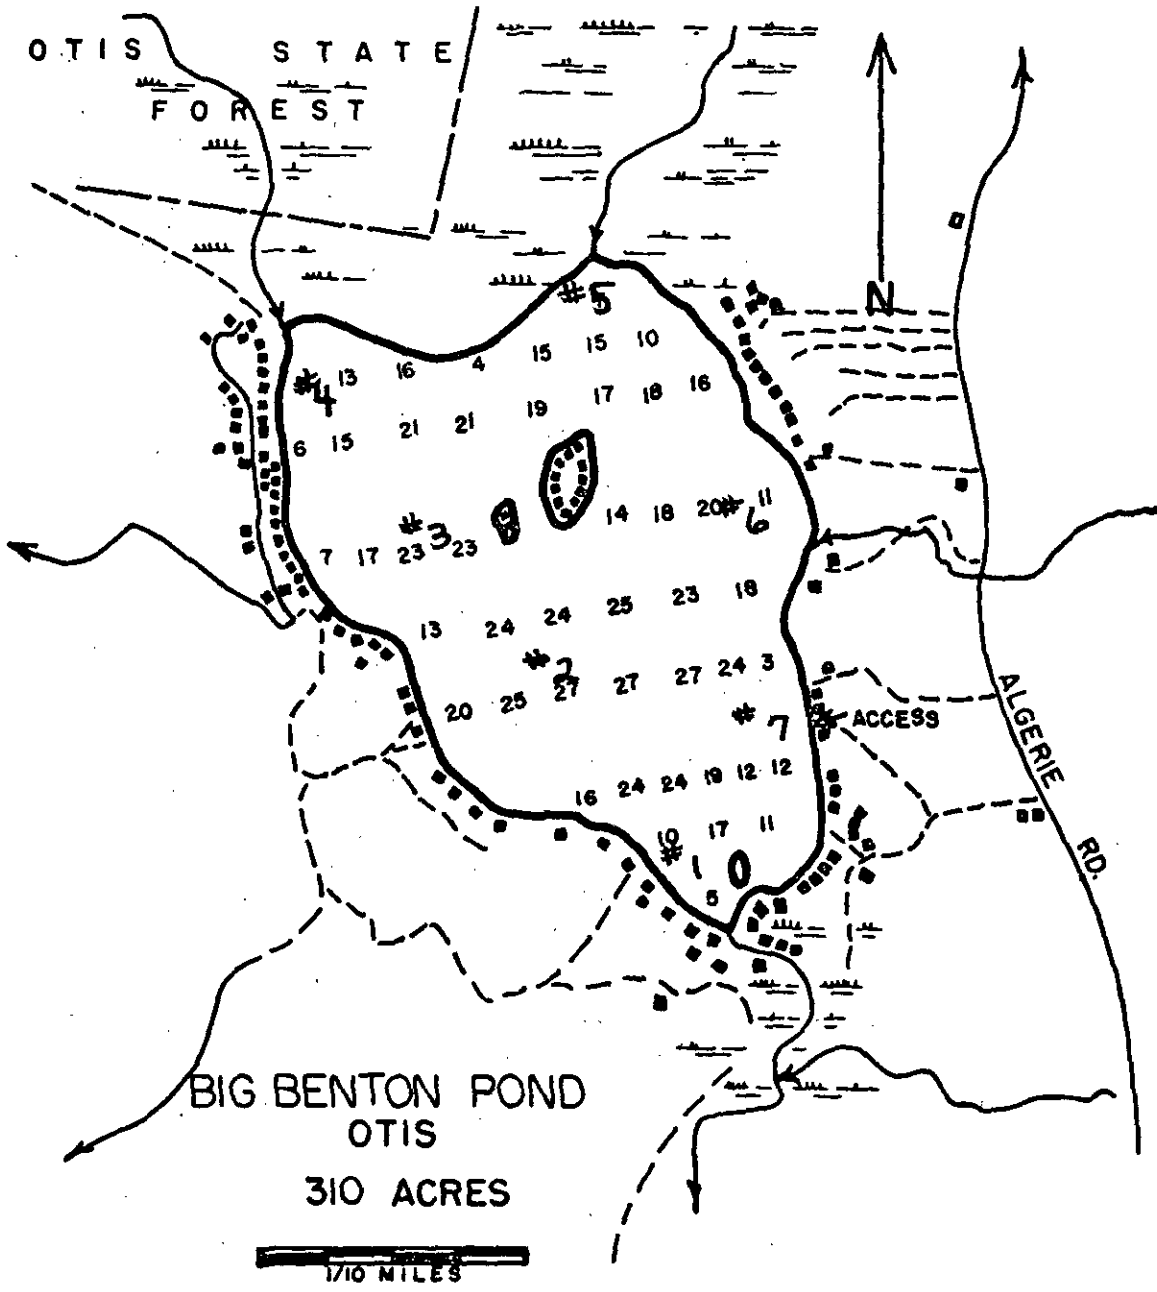 OTIS STATE
FOREST
N
#5
15 15 10
13 16 4
#4
17 18 16
21 21 19
6 15
14 18 20 #6 11
#3
7 17 23 23
25 23 18
13 24 24
#2
27 24 3
20 25 27 27
#7
ACCESS
ALGERIE RD.
16 24 24 19 12 12
10 17 11
#1
5
BIG BENTON POND
OTIS
310 ACRES
1/10 MILES